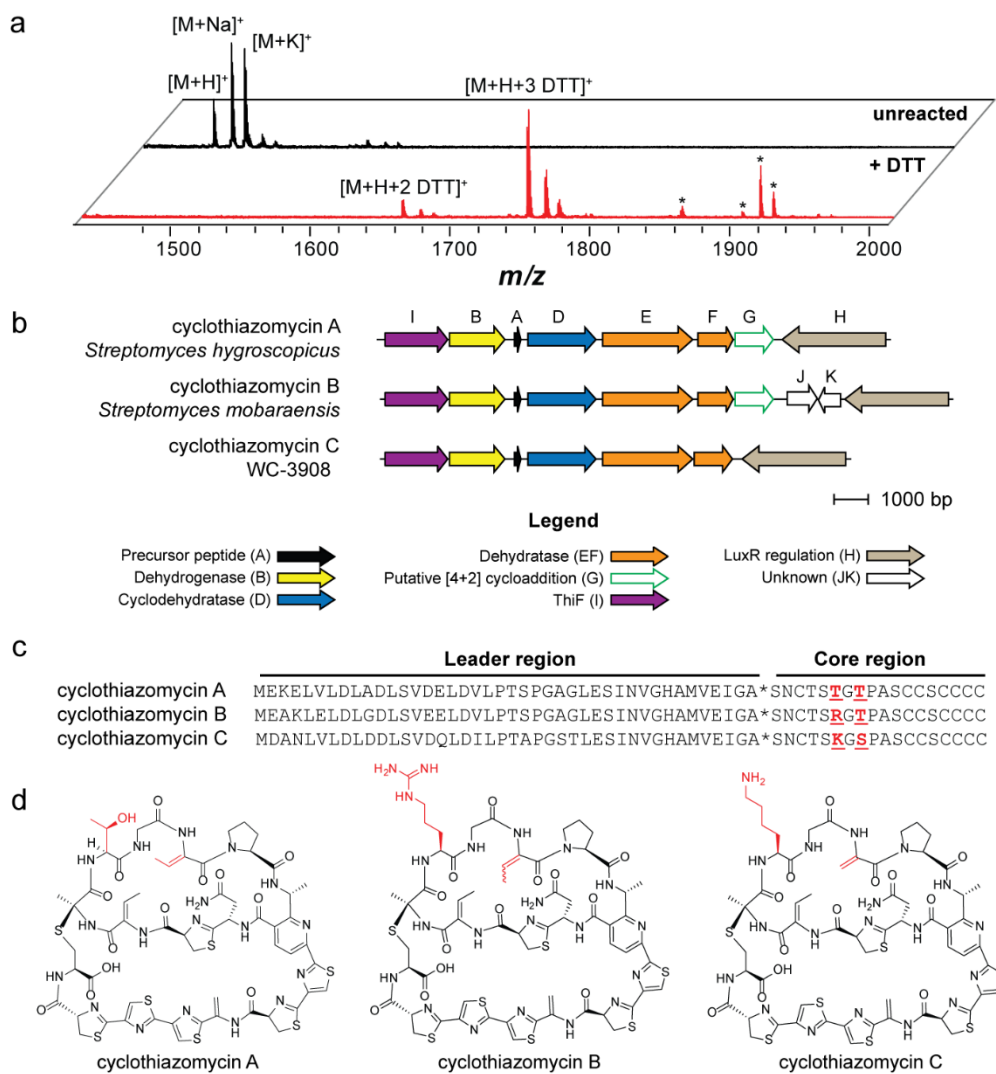 a
[M+Na]+
[M+K]+
[M+H]+
[M+H+3 DTT]+
unreacted
[M+H+2 DTT]+
+ DTT
* * * *
1500 1600 1700 1800 1900 2000
m/z
b
I B A D E F G H
cyclothiazomycin A
Streptomyces hygroscopicus
J K
cyclothiazomycin B
Streptomyces mobaraensis
cyclothiazomycin C
WC-3908
1000 bp
Legend
Precursor peptide (A)
Dehydrogenase (B)
Cyclodehydratase (D)
Dehydratase (EF)
Putative [4+2] cycloaddition (G)
ThiF (I)
LuxR regulation (H)
Unknown (JK)
c
Leader region Core region
cyclothiazomycin A MEKELVLDLADLSVDELDVLPTSPGAGLESINVGHAMVEIGA*SNCTSTGTPASCCSCCCC
cyclothiazomycin B MEAKLELDLGDLSVEELDVLPTSPGAGLESINVGHAMVEIGA*SNCTSRGTPASCCSCCCC
cyclothiazomycin C MDANLVLDLDDLSVDQLDILPTAPGSTLESINVGHAMVEIGA*SNCTSKGSPASCCSCCCC
d
cyclothiazomycin A
cyclothiazomycin B
cyclothiazomycin C